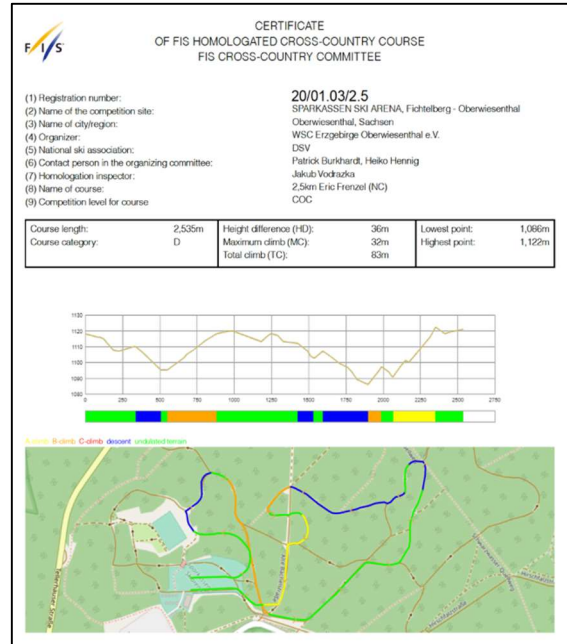 F/I/S
CERTIFICATE
OF FIS HOMOLOGATED CROSS-COUNTRY COURSE
FIS CROSS-COUNTRY COMMITTEE
(1) Registration number: 20/01.03/2.5
(2) Name of the competition site: SPARKASSEN SKI ARENA, Fichtelberg - Oberwiesenthal
(3) Name of city/region: Oberwiesenthal, Sachsen
(4) Organizer: WSC Erzgebirge Oberwiesenthal e.V.
(5) National ski association: DSV
(6) Contact person in the organizing committee: Patrick Burkhardt, Heiko Hennig
(7) Homologation inspector: Jakub Vodrazka
(8) Name of course: 2,5km Eric Frenzel (NC)
(9) Competition level for course COC
Course length: 2,535m Height difference (HD): 36m Lowest point: 1,086m
Course category: D Maximum climb (MC): 32m Highest point: 1,122m
Total climb (TC): 83m
1130
1120
1110
1100
1090
1080
0 250 500 750 1000 1250 1500 1750 2000 2250 2500 2750
A-climb B-climb C-climb descent undulated terrain